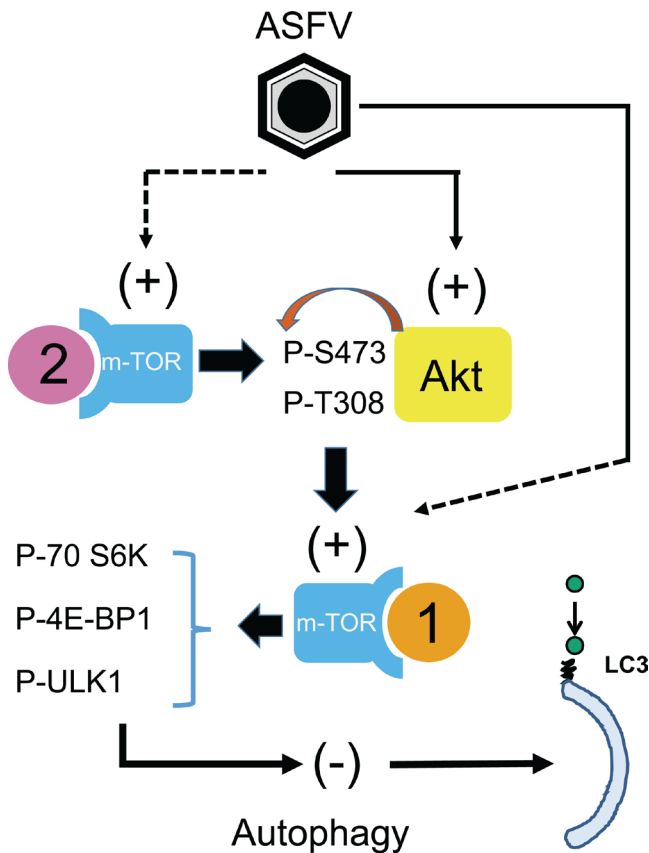 ASFV
(+)
(+)
2
m-TOR
P-S473
P-T308
Akt
(+)
P-70 S6K
P-4E-BP1
P-ULK1
m-TOR
1
LC3
(-)
Autophagy